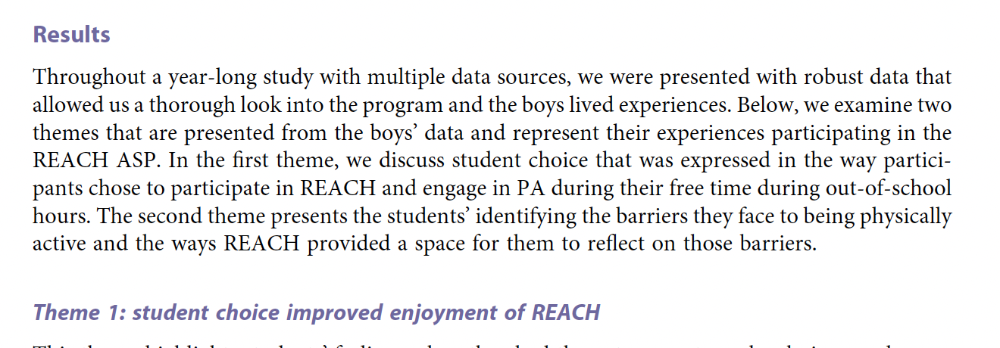 Results
Throughout a year-long study with multiple data sources, we were presented with robust data that
allowed us a thorough look into the program and the boys lived experiences. Below, we examine two
themes that are presented from the boys’ data and represent their experiences participating in the
REACH ASP. In the first theme, we discuss student choice that was expressed in the way partici-
pants chose to participate in REACH and engage in PA during their free time during out-of-school
hours. The second theme presents the students’ identifying the barriers they face to being physically
active and the ways REACH provided a space for them to reflect on those barriers.
Theme 1: student choice improved enjoyment of REACH